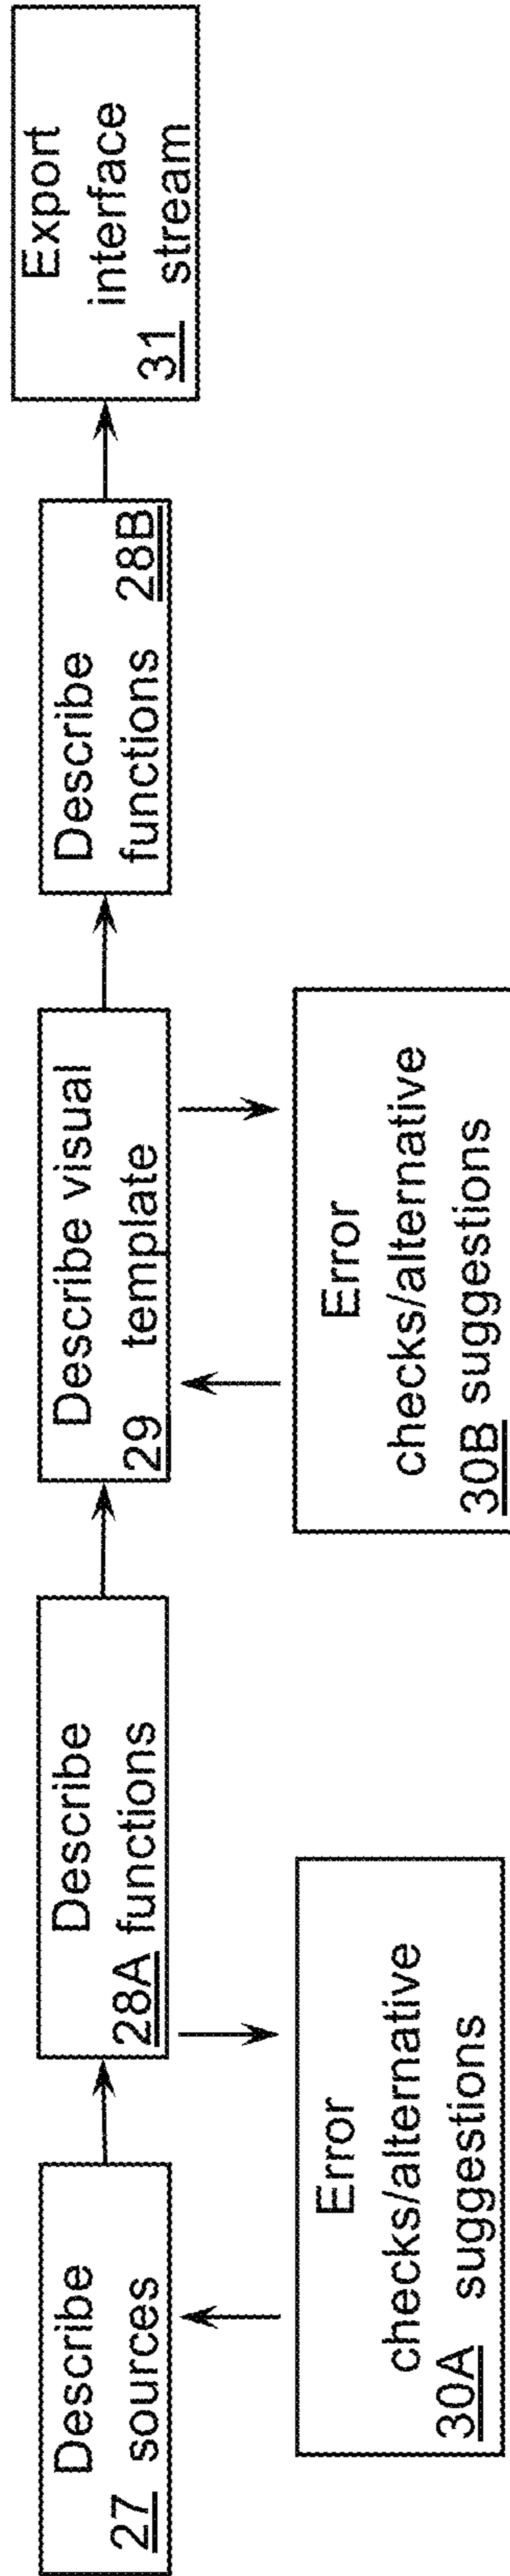 Describe
27 sources
Describe
28A functions
Describe visual
29 template
Describe
functions 28B
Export
interface
31 stream
Error
checks/alternative
30A suggestions
Error
checks/alternative
30B suggestions